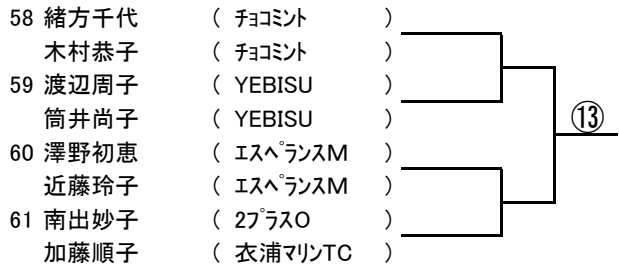 58 緒方千代 ( チョコミント )
木村恭子 ( チョコミント )
59 渡辺周子 ( YEBISU )
筒井尚子 ( YEBISU )
⑬
60 澤野初恵 ( エスペランスM )
近藤玲子 ( エスペランスM )
61 南出妙子 ( 2プラスO )
加藤順子 ( 衣浦マリンTC )